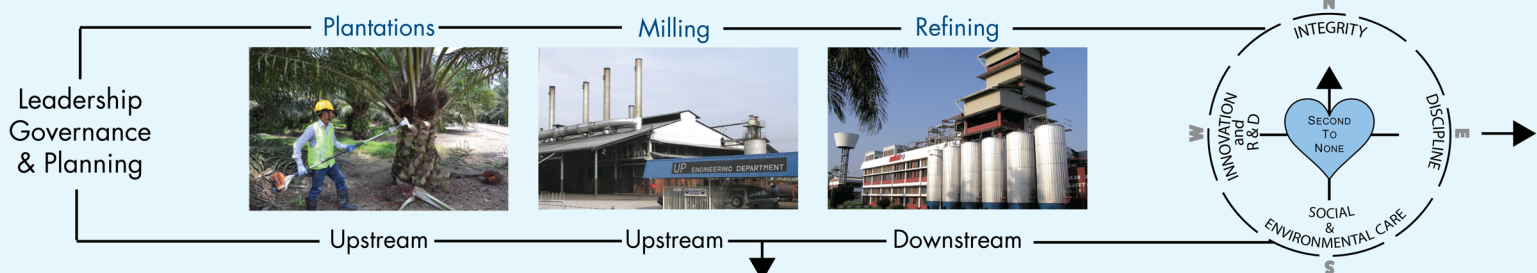 Plantations
Milling
Refining
Leadership
Governance
& Planning
UP ENGINEERING DEPARTMENT
Upstream
Upstream
Downstream
N
INTEGRITY
W
INNOVATION
and
R & D
SECOND
TO
NONE
DISCIPLINE
E
SOCIAL
&
ENVIRONMENTAL CARE
S